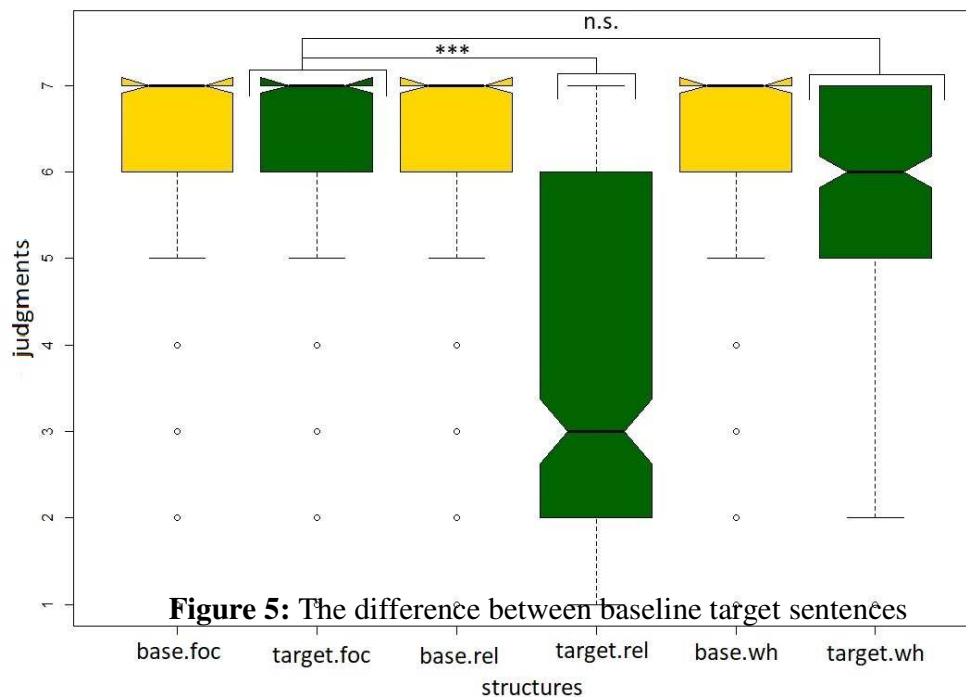 n.s.
***
7
6
5
4
3
2
1
judgments
Figure 5: The difference between baseline target sentences
base.foc target.foc base.rel target.rel base.wh target.wh
structures